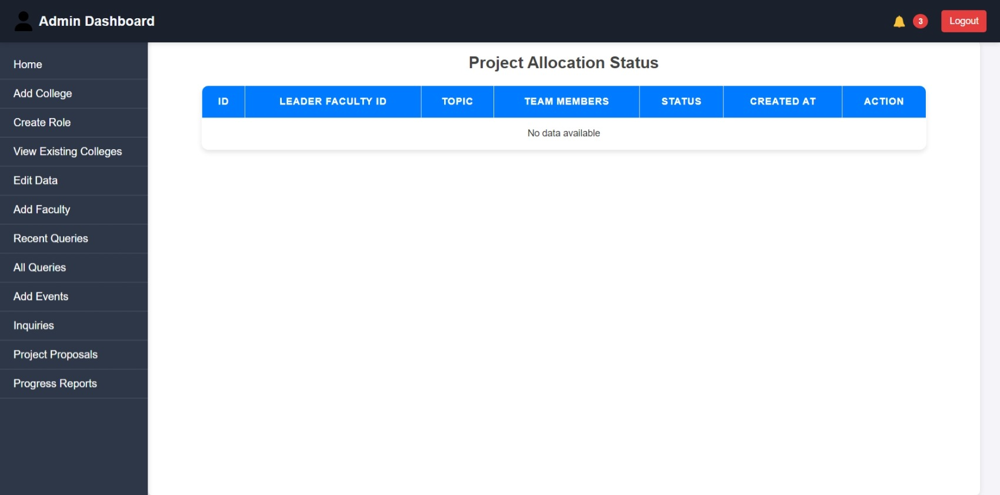 Admin Dashboard
3
Logout
Home
Add College
Create Role
View Existing Colleges
Edit Data
Add Faculty
Recent Queries
All Queries
Add Events
Inquiries
Project Proposals
Progress Reports
Project Allocation Status
ID LEADER FACULTY ID TOPIC TEAM MEMBERS STATUS CREATED AT ACTION
No data available